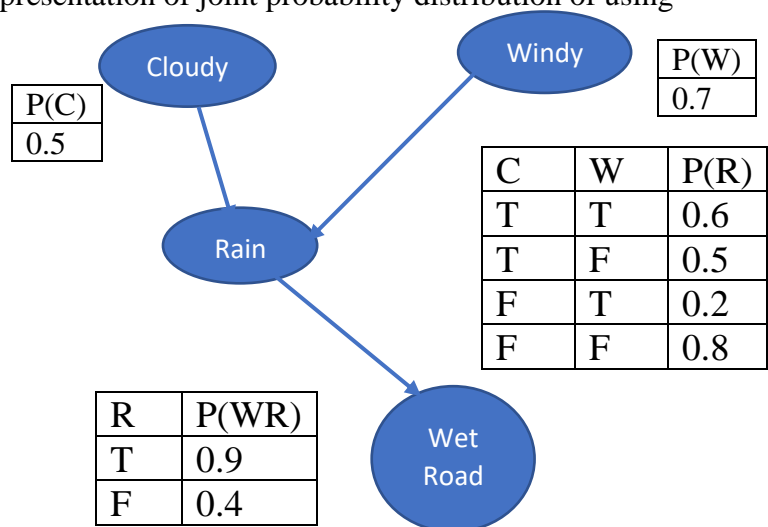 presentation of joint probability distribution of using
Cloudy
Windy
P(W)
0.7
P(C)
0.5
C W P(R)
T T 0.6
T F 0.5
F T 0.2
F F 0.8
Rain
R P(WR)
T 0.9
F 0.4
Wet
Road